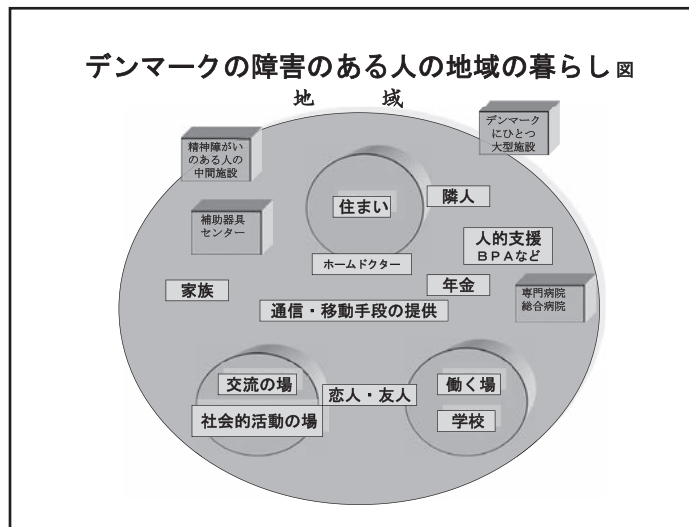 デンマークの障害のある人の地域の暮らし図
地　域
デンマーク
にひとつ
大型施設
精神障がい
のある人の
中間施設
住まい
隣人
補助器具
センター
人的支援
ＢＰＡなど
ホームドクター
家族
年金
専門病院
総合病院
通信・移動手段の提供
交流の場
働く場
恋人・友人
社会的活動の場
学校